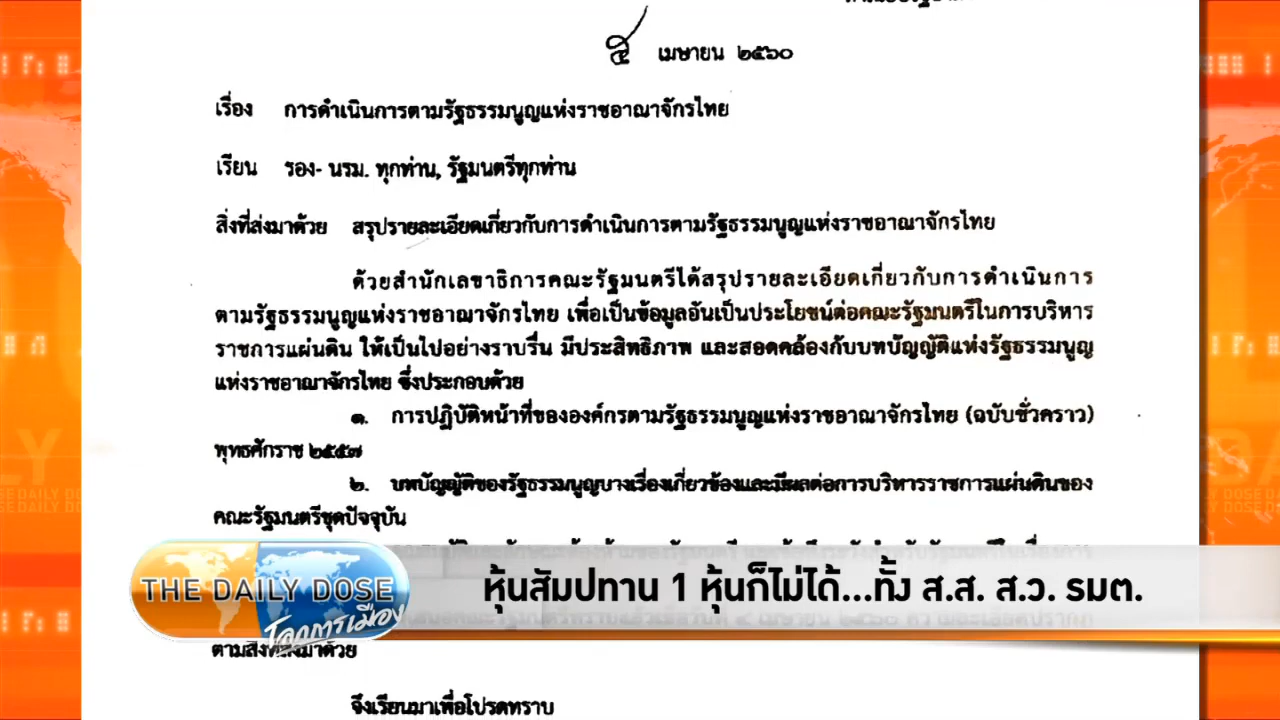 ๕ เมษายน ๒๕๖๐
เรื่อง การดำเนินการตามรัฐธรรมนูญแห่งราชอาณาจักรไทย
เรียน รอง- นรม. ทุกท่าน, รัฐมนตรีทุกท่าน
สิ่งที่ส่งมาด้วย สรุปรายละเอียดเกี่ยวกับการดำเนินการตามรัฐธรรมนูญแห่งราชอาณาจักรไทย
ด้วยสำนักเลขาธิการคณะรัฐมนตรีได้สรุปรายละเอียดเกี่ยวกับการดำเนินการ
ตามรัฐธรรมนูญแห่งราชอาณาจักรไทย เพื่อเป็นข้อมูลอันเป็นประโยชน์ต่อคณะรัฐมนตรีในการบริหาร
ราชการแผ่นดิน ให้เป็นไปอย่างราบรื่น มีประสิทธิภาพ และสอดคล้องกับบทบัญญัติแห่งรัฐธรรมนูญ
แห่งราชอาณาจักรไทย ซึ่งประกอบด้วย
๑. การปฏิบัติหน้าที่ขององค์กรตามรัฐธรรมนูญแห่งราชอาณาจักรไทย (ฉบับชั่วคราว)
พุทธศักราช ๒๕๕๗
๒. บทบัญญัติของรัฐธรรมนูญบางเรื่องเกี่ยวข้องและมีผลต่อการบริหารราชการแผ่นดินของ
คณะรัฐมนตรีชุดปัจจุบัน
THE DAILY DOSE
โลกการเมือง
หุ้นสัมปทาน 1 หุ้นก็ไม่ได้...ทั้ง ส.ส. ส.ว. รมต.
ตามสิ่งที่ส่งมาด้วย
จึงเรียนมาเพื่อโปรดทราบ